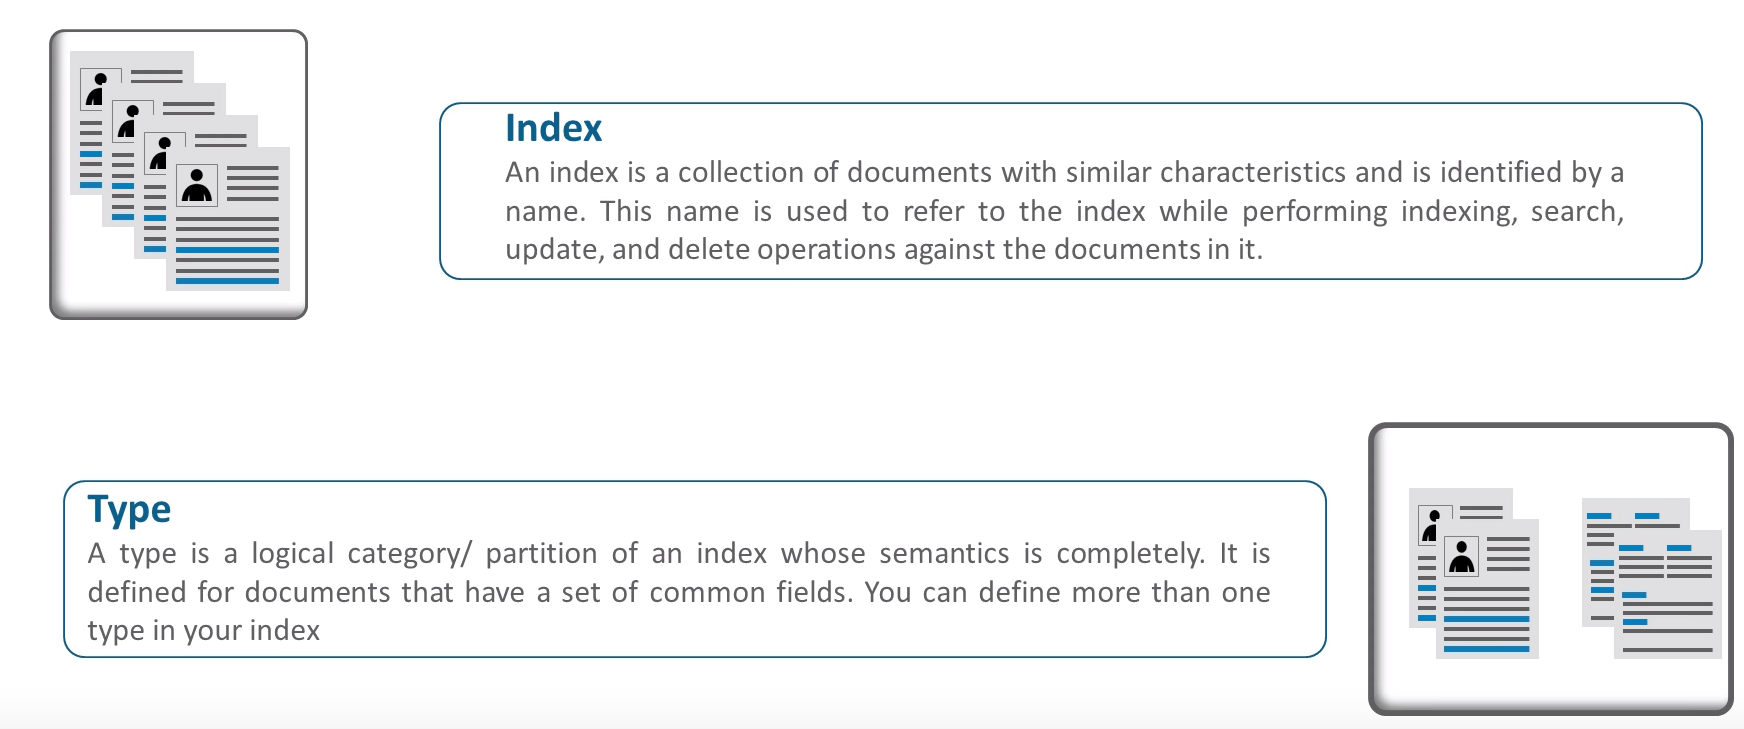 Index
An index is a collection of documents with similar characteristics and is identified by a
name. This name is used to refer to the index while performing indexing, search,
update, and delete operations against the documents in it.
Type
A type is a logical category/ partition of an index whose semantics is completely. It is
defined for documents that have a set of common fields. You can define more than one
type in your index